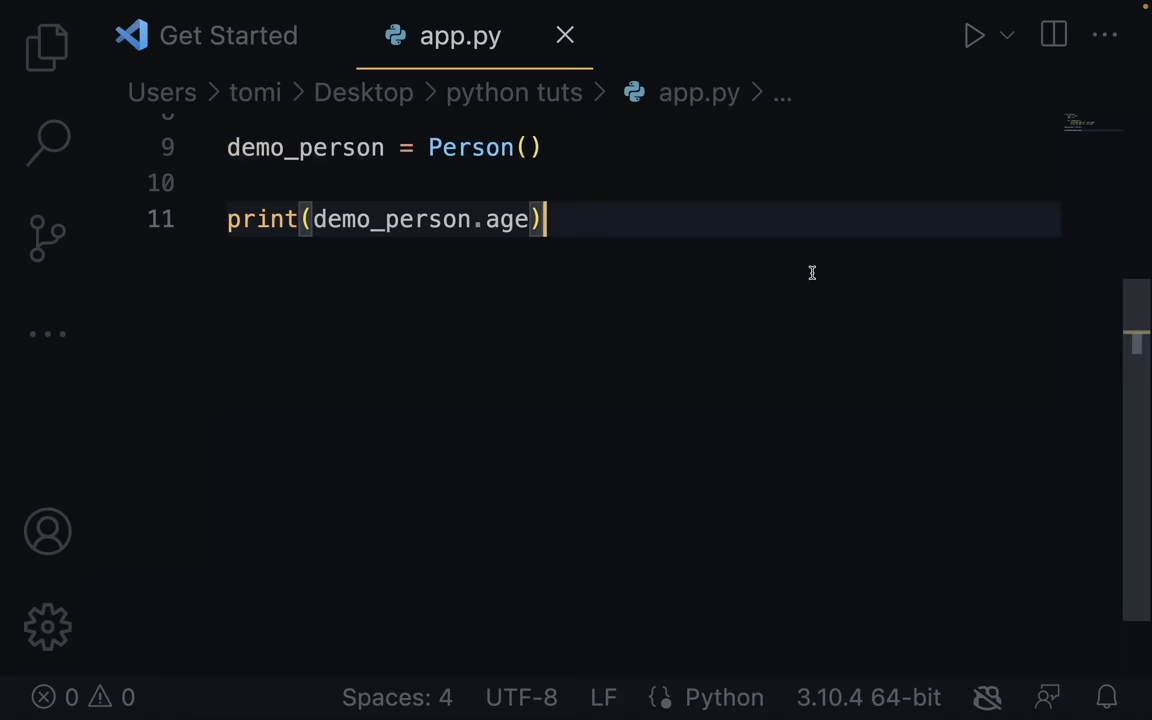 Get Started app.py
Users > tomi > Desktop > python tuts > app.py > ...
9 demo_person = Person()
10
11 print(demo_person.age)
0 0 Spaces: 4 UTF-8 LF Python 3.10.4 64-bit